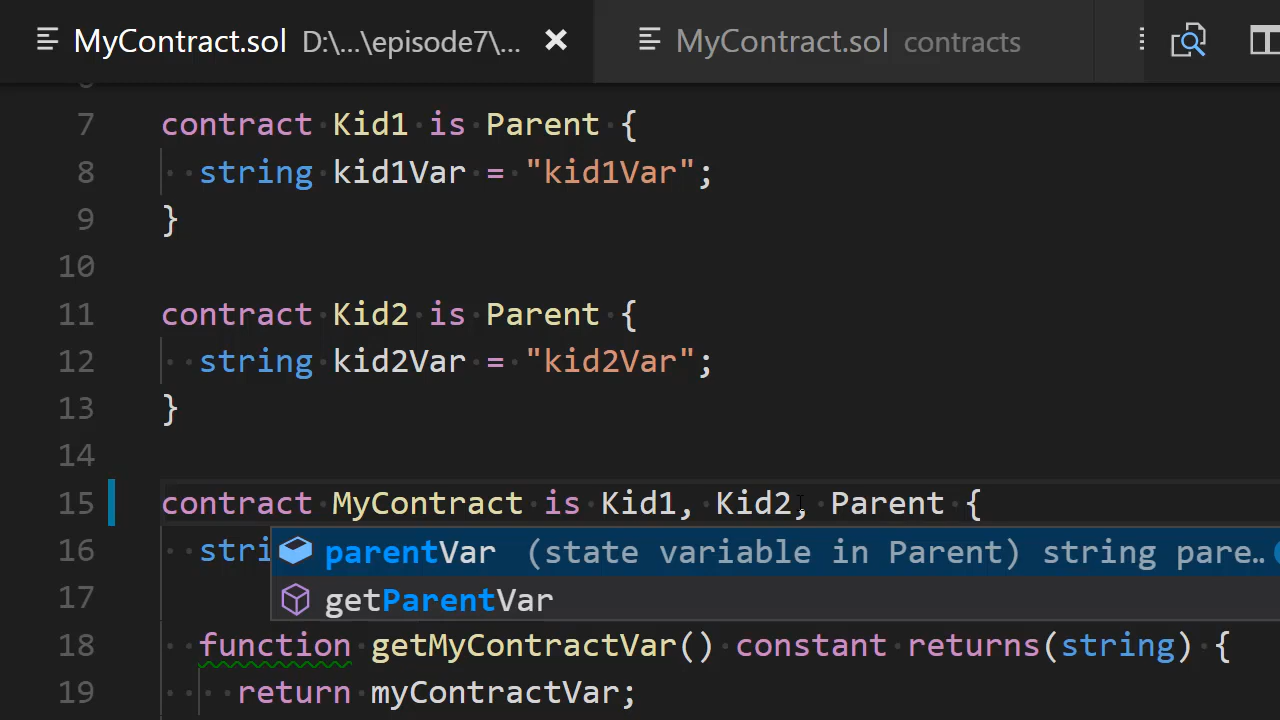 MyContract.sol D:\...\episode7\... MyContract.sol contracts
7 contract Kid1 is Parent {
8 string kid1Var = "kid1Var";
9 }
10
11 contract Kid2 is Parent {
12 string kid2Var = "kid2Var";
13 }
14
15 contract MyContract is Kid1, Kid2, Parent {
16 stri parentVar (state variable in Parent) string pare…
17 getParentVar
18 function getMyContractVar() constant returns(string) {
19 return myContractVar;